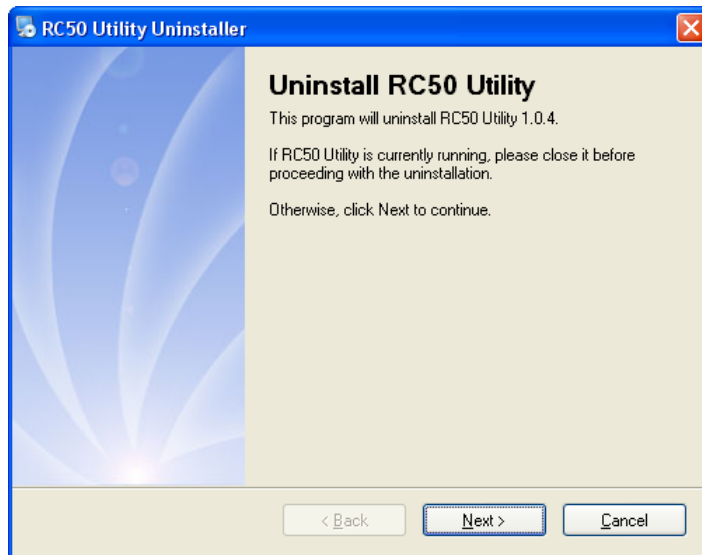 RC50 Utility Uninstaller
Uninstall RC50 Utility
This program will uninstall RC50 Utility 1.0.4.
If RC50 Utility is currently running, please close it before
proceeding with the uninstallation.
Otherwise, click Next to continue.
< Back
Next >
Cancel